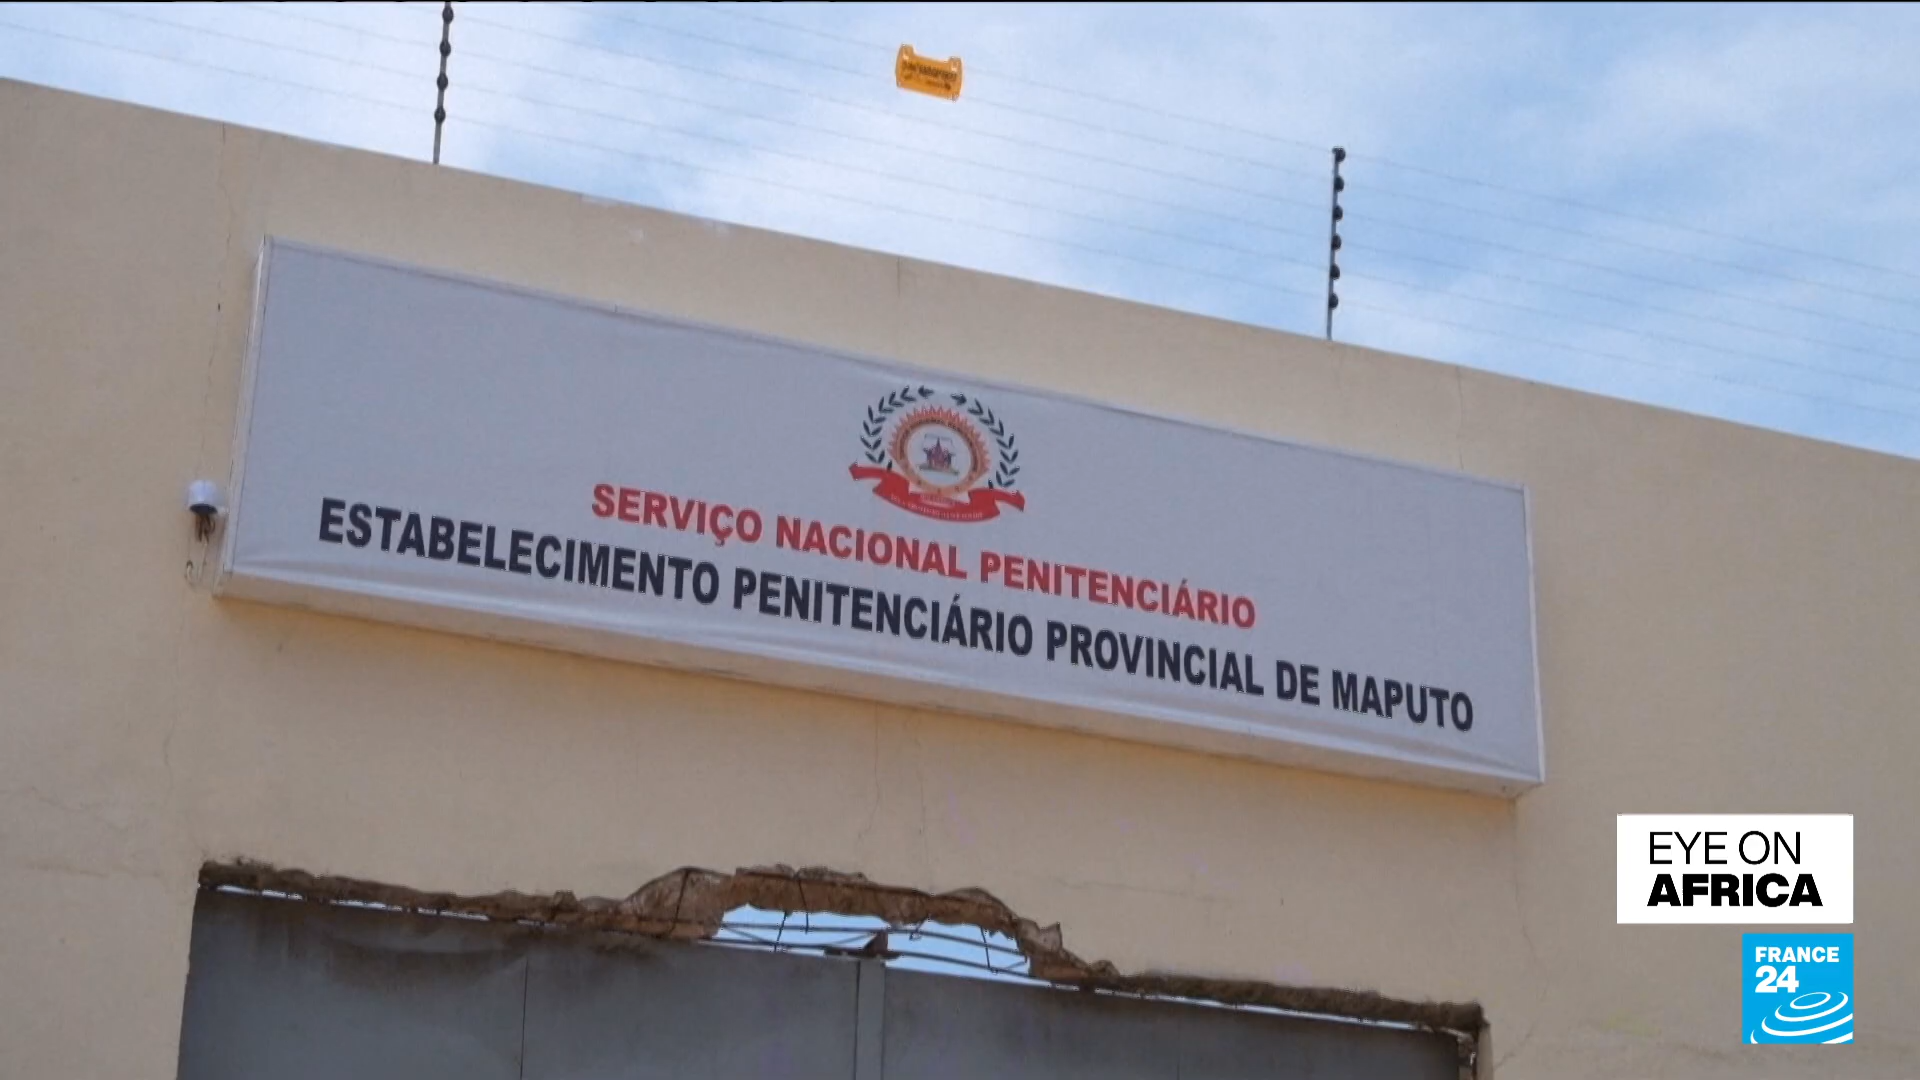 SERVIÇO NACIONAL PENITENCIÁRIO
ESTABELECIMENTO PENITENCIÁRIO PROVINCIAL DE MAPUTO
EYE ON
AFRICA
FRANCE
24